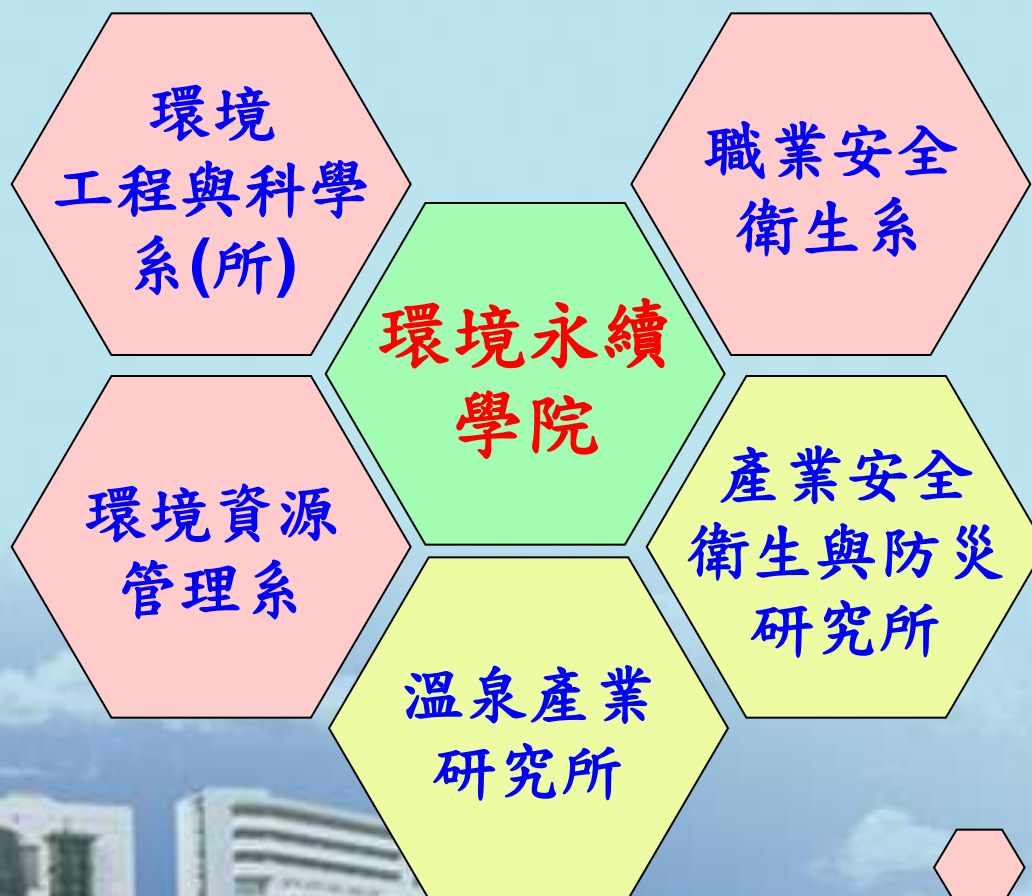 環境
工程與科學
系(所)
職業安全
衛生系
環境永續
學院
環境資源
管理系
產業安全
衛生與防災
研究所
溫泉產業
研究所